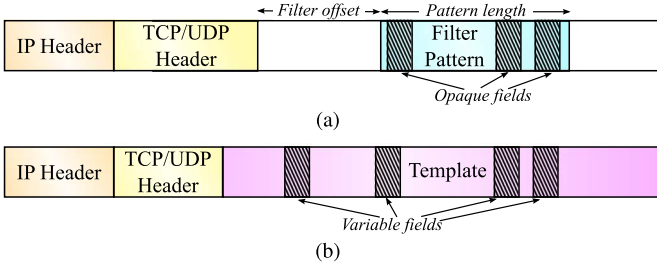 Filter offset Pattern length
IP Header TCP/UDP Header Filter Pattern
Opaque fields
(a)
IP Header TCP/UDP Header Template
Variable fields
(b)